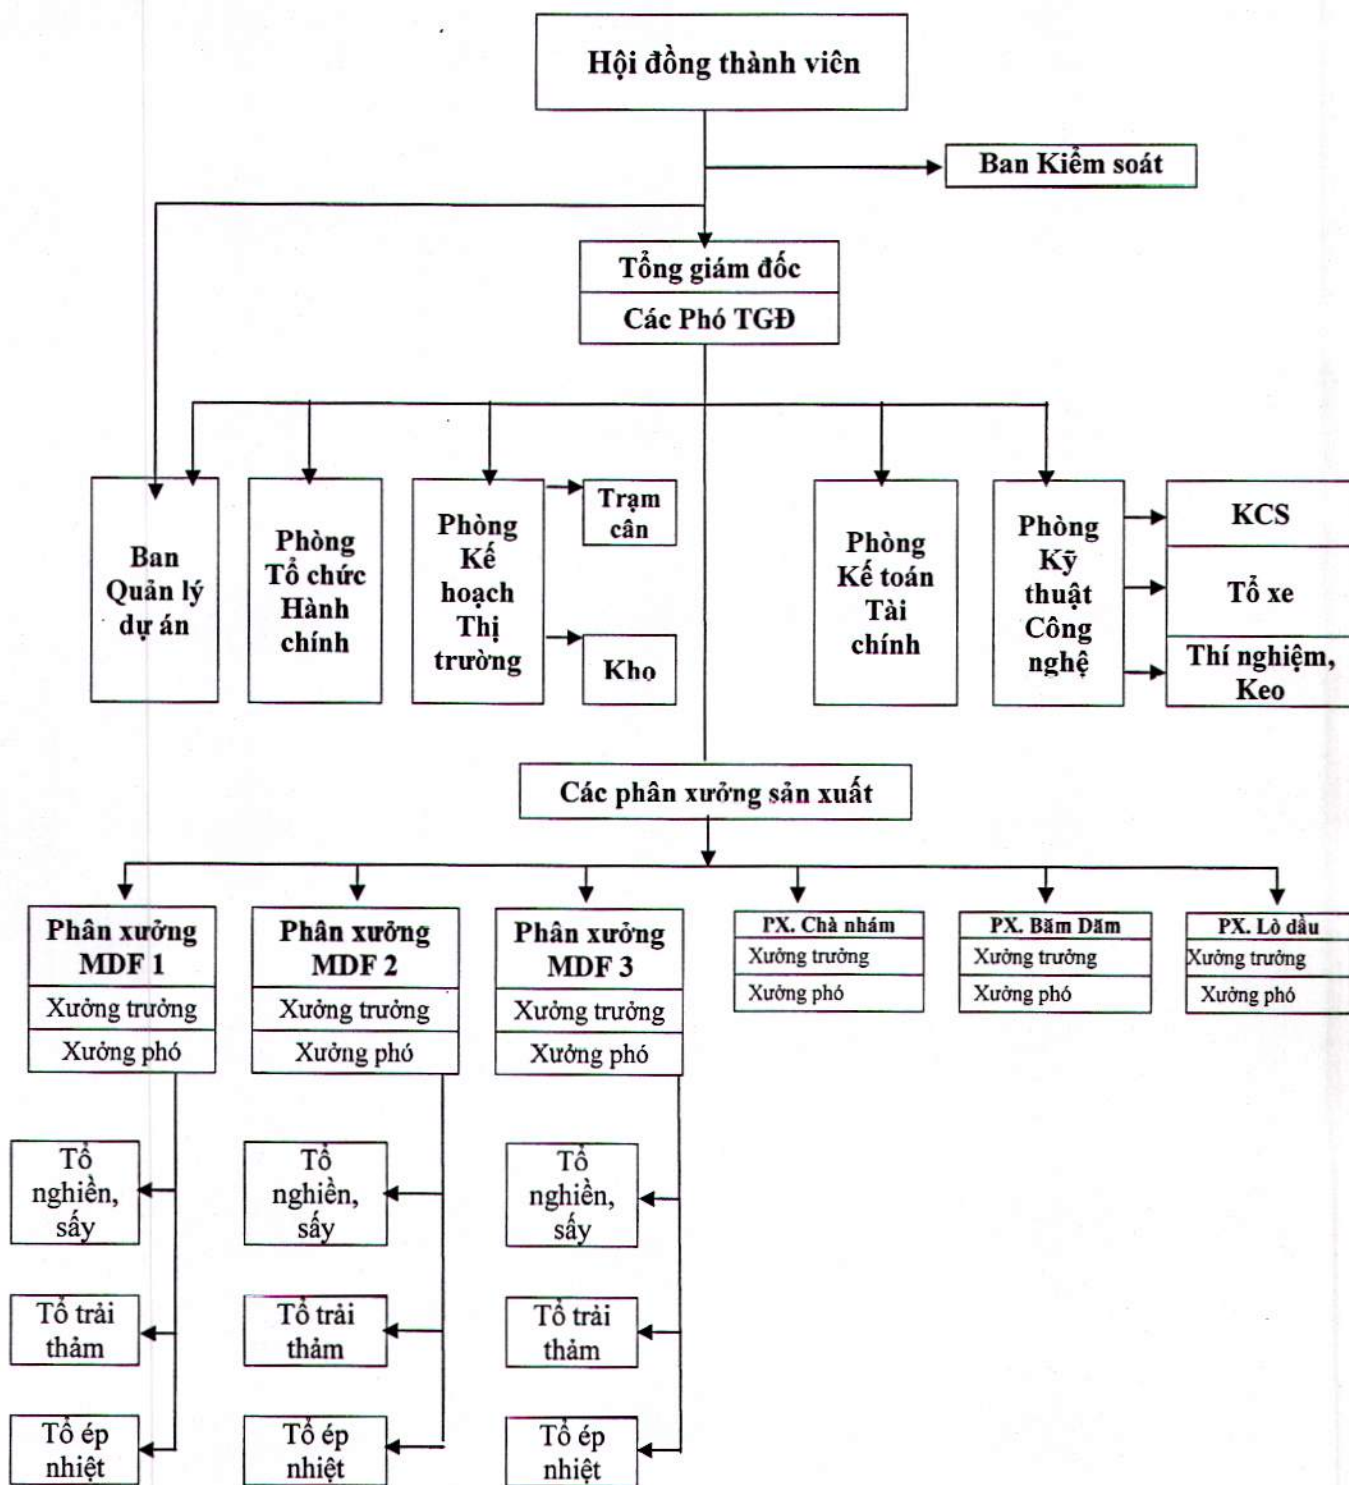 Hội đồng thành viên
Ban Kiểm soát
Tổng giám đốc
Các Phó TGĐ
Ban
Quản lý
dự án
Phòng
Tổ chức
Hành
chính
Phòng
Kế
hoạch
Thị
trường
Trạm
cân
Kho
Phòng
Kế toán
Tài
chính
Phòng
Kỹ
thuật
Công
nghệ
KCS
Tổ xe
Thí nghiệm,
Keo
Các phân xưởng sản xuất
Phân xưởng
MDF 1
Xưởng trưởng
Xưởng phó
Phân xưởng
MDF 2
Xưởng trưởng
Xưởng phó
Phân xưởng
MDF 3
Xưởng trưởng
Xưởng phó
PX. Chà nhám
Xưởng trưởng
Xưởng phó
PX. Băm Dăm
Xưởng trưởng
Xưởng phó
PX. Lò dầu
Xưởng trưởng
Xưởng phó
Tổ
nghiền,
sấy
Tổ trải
thảm
Tổ ép
nhiệt
Tổ
nghiền,
sấy
Tổ trải
thảm
Tổ ép
nhiệt
Tổ
nghiền,
sấy
Tổ trải
thảm
Tổ ép
nhiệt